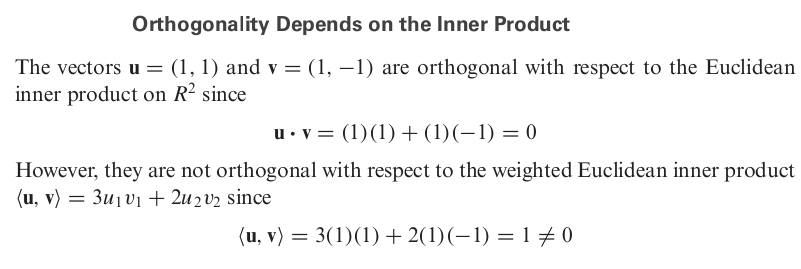 Orthogonality Depends on the Inner Product
The vectors u = (1, 1) and v = (1, −1) are orthogonal with respect to the Euclidean
inner product on R² since
u · v = (1)(1) + (1)(−1) = 0
However, they are not orthogonal with respect to the weighted Euclidean inner product
⟨u, v⟩ = 3u₁v₁ + 2u₂v₂ since
⟨u, v⟩ = 3(1)(1) + 2(1)(−1) = 1 ≠ 0